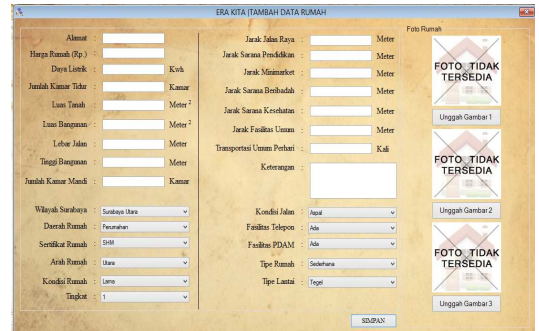 ERA KITA |TAMBAH DATA RUMAH
Alamat :
Harga Rumah (Rp.) :
Daya Listrik : Kwh
Jumlah Kamar Tidur : Kamar
Luas Tanah : Meter 2
Luas Bangunan : Meter 2
Lebar Jalan : Meter
Tinggi Bangunan : Meter
Jumlah Kamar Mandi : Kamar
Wilayah Surabaya : Surabaya Utara
Daerah Rumah : Perumahan
Sertifikat Rumah : SHM
Arah Rumah : Utara
Kondisi Rumah : Lama
Tingkat : 1
Jarak Jalan Raya : Meter
Jarak Sarana Pendidikan : Meter
Jarak Minimarket : Meter
Jarak Sarana Beribadah : Meter
Jarak Sarana Kesehatan : Meter
Jarak Fasilitas Umum : Meter
Transportasi Umum Perhari : Kali
Keterangan :
Kondisi Jalan : Aspal
Fasilitas Telepon : Ada
Fasilitas PDAM : Ada
Tipe Rumah : Sederhana
Tipe Lantai : Tegel
SIMPAN
Foto Rumah
FOTO TIDAK
TERSEDIA
Unggah Gambar 1
FOTO TIDAK
TERSEDIA
Unggah Gambar 2
FOTO TIDAK
TERSEDIA
Unggah Gambar 3